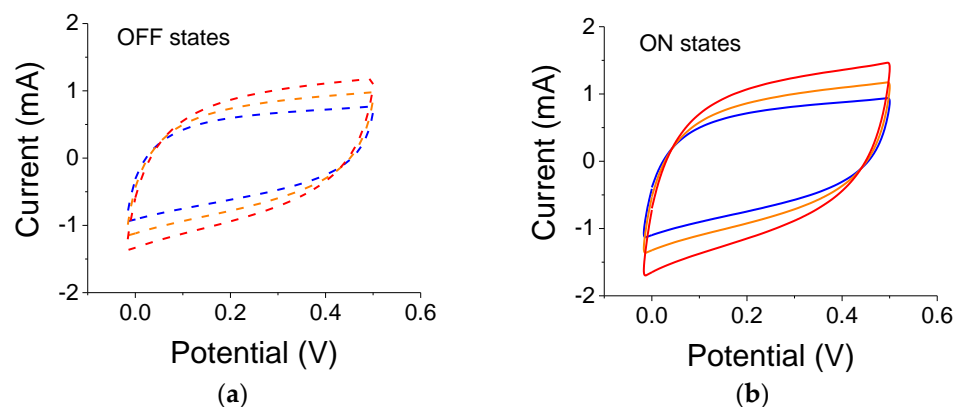 OFF states
Current (mA)
2
1
0
-1
-2
0.0 0.2 0.4 0.6
Potential (V)
(a)
ON states
Current (mA)
2
1
0
-1
-2
0.0 0.2 0.4 0.6
Potential (V)
(b)